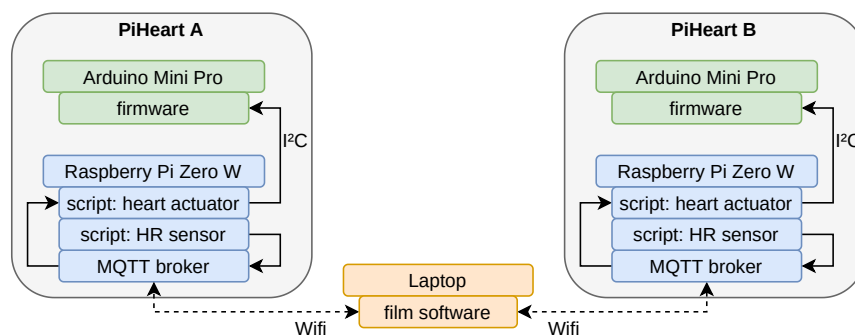 PiHeart A
Arduino Mini Pro
firmware
I²C
Raspberry Pi Zero W
script: heart actuator
script: HR sensor
MQTT broker
PiHeart B
Arduino Mini Pro
firmware
I²C
Raspberry Pi Zero W
script: heart actuator
script: HR sensor
MQTT broker
Laptop
film software
Wifi
Wifi